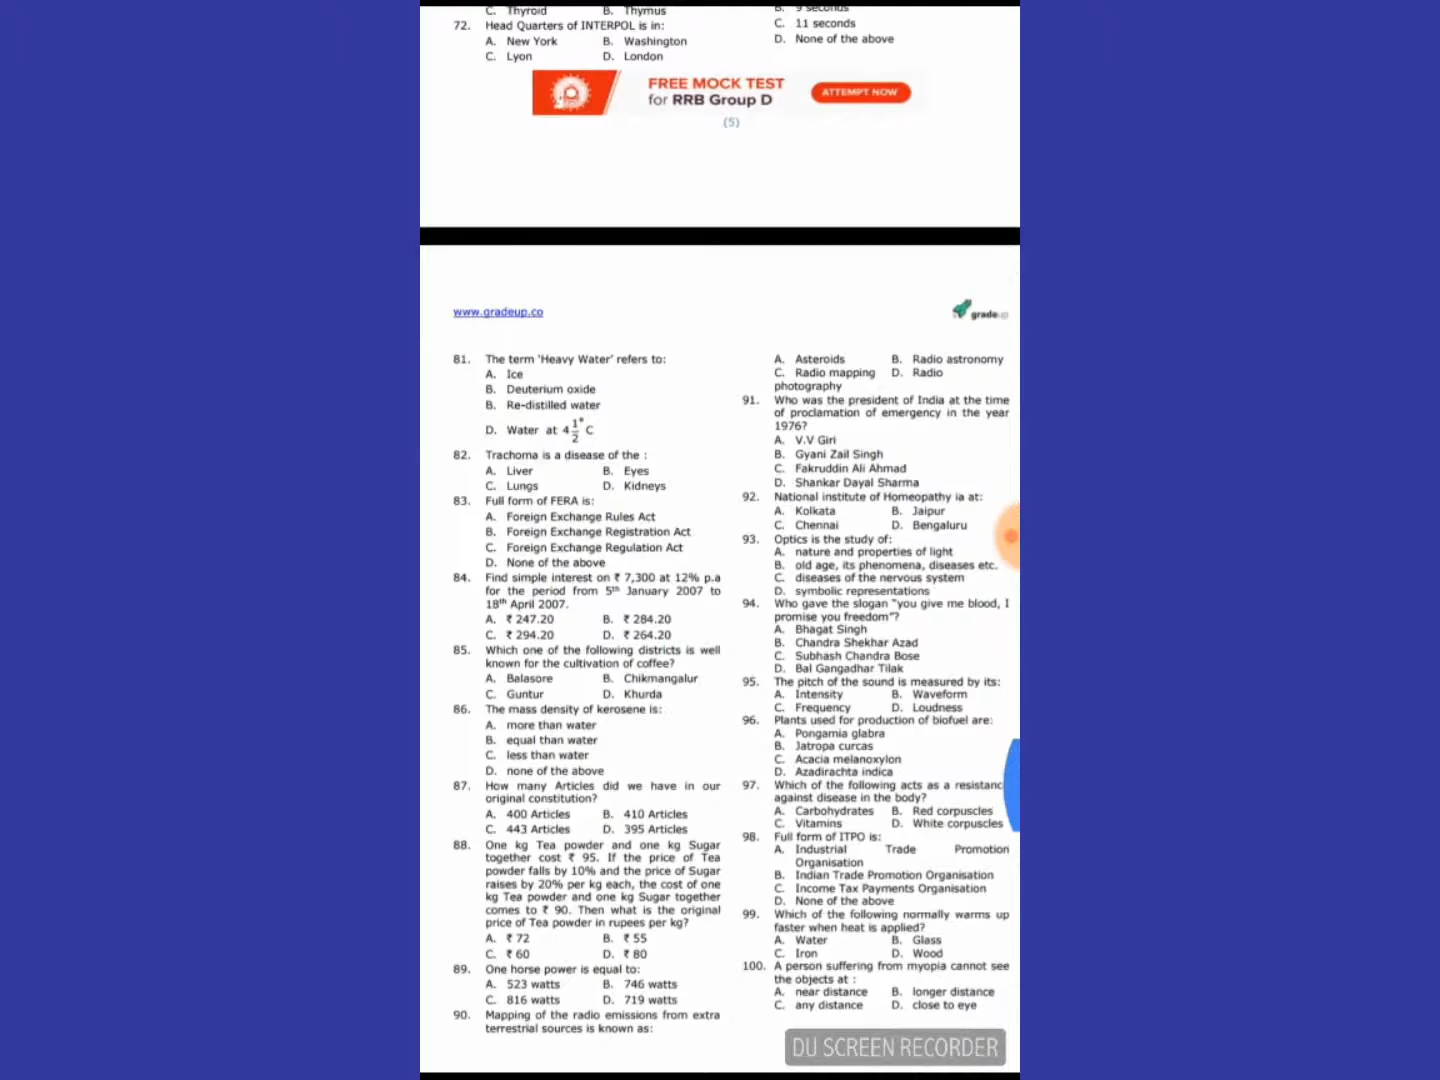 C. Thyroid B. Thymus
72. Head Quarters of INTERPOL is in:
A. New York B. Washington
C. Lyon D. London
B. 9 seconds
C. 11 seconds
D. None of the above
FREE MOCK TEST
for RRB Group D
ATTEMPT NOW
(5)
www.gradeup.co
gradeup
81. The term 'Heavy Water' refers to:
A. Ice
B. Deuterium oxide
B. Re-distilled water
D. Water at 4 1/2° C
82. Trachoma is a disease of the :
A. Liver B. Eyes
C. Lungs D. Kidneys
83. Full form of FERA is:
A. Foreign Exchange Rules Act
B. Foreign Exchange Registration Act
C. Foreign Exchange Regulation Act
D. None of the above
84. Find simple interest on ₹ 7,300 at 12% p.a
for the period from 5th January 2007 to
18th April 2007.
A. ₹ 247.20 B. ₹ 284.20
C. ₹ 294.20 D. ₹ 264.20
85. Which one of the following districts is well
known for the cultivation of coffee?
A. Balasore B. Chikmangalur
C. Guntur D. Khurda
86. The mass density of kerosene is:
A. more than water
B. equal than water
C. less than water
D. none of the above
87. How many Articles did we have in our
original constitution?
A. 400 Articles B. 410 Articles
C. 443 Articles D. 395 Articles
88. One kg Tea powder and one kg Sugar
together cost ₹ 95. If the price of Tea
powder falls by 10% and the price of Sugar
raises by 20% per kg each, the cost of one
kg Tea powder and one kg Sugar together
comes to ₹ 90. Then what is the original
price of Tea powder in rupees per kg?
A. ₹ 72 B. ₹ 55
C. ₹ 60 D. ₹ 80
89. One horse power is equal to:
A. 523 watts B. 746 watts
C. 816 watts D. 719 watts
90. Mapping of the radio emissions from extra
terrestrial sources is known as:
A. Asteroids B. Radio astronomy
C. Radio mapping D. Radio
photography
91. Who was the president of India at the time
of proclamation of emergency in the year
1976?
A. V.V Giri
B. Gyani Zail Singh
C. Fakruddin Ali Ahmad
D. Shankar Dayal Sharma
92. National institute of Homeopathy ia at:
A. Kolkata B. Jaipur
C. Chennai D. Bengaluru
93. Optics is the study of:
A. nature and properties of light
B. old age, its phenomena, diseases etc.
C. diseases of the nervous system
D. symbolic representations
94. Who gave the slogan "you give me blood, I
promise you freedom"?
A. Bhagat Singh
B. Chandra Shekhar Azad
C. Subhash Chandra Bose
D. Bal Gangadhar Tilak
95. The pitch of the sound is measured by its:
A. Intensity B. Waveform
C. Frequency D. Loudness
96. Plants used for production of biofuel are:
A. Pongamia glabra
B. Jatropa curcas
C. Acacia melanoxylon
D. Azadirachta indica
97. Which of the following acts as a resistanc
against disease in the body?
A. Carbohydrates B. Red corpuscles
C. Vitamins D. White corpuscles
98. Full form of ITPO is:
A. Industrial Trade Promotion
Organisation
B. Indian Trade Promotion Organisation
C. Income Tax Payments Organisation
D. None of the above
99. Which of the following normally warms up
faster when heat is applied?
A. Water B. Glass
C. Iron D. Wood
100. A person suffering from myopia cannot see
the objects at :
A. near distance B. longer distance
C. any distance D. close to eye
DU SCREEN RECORDER